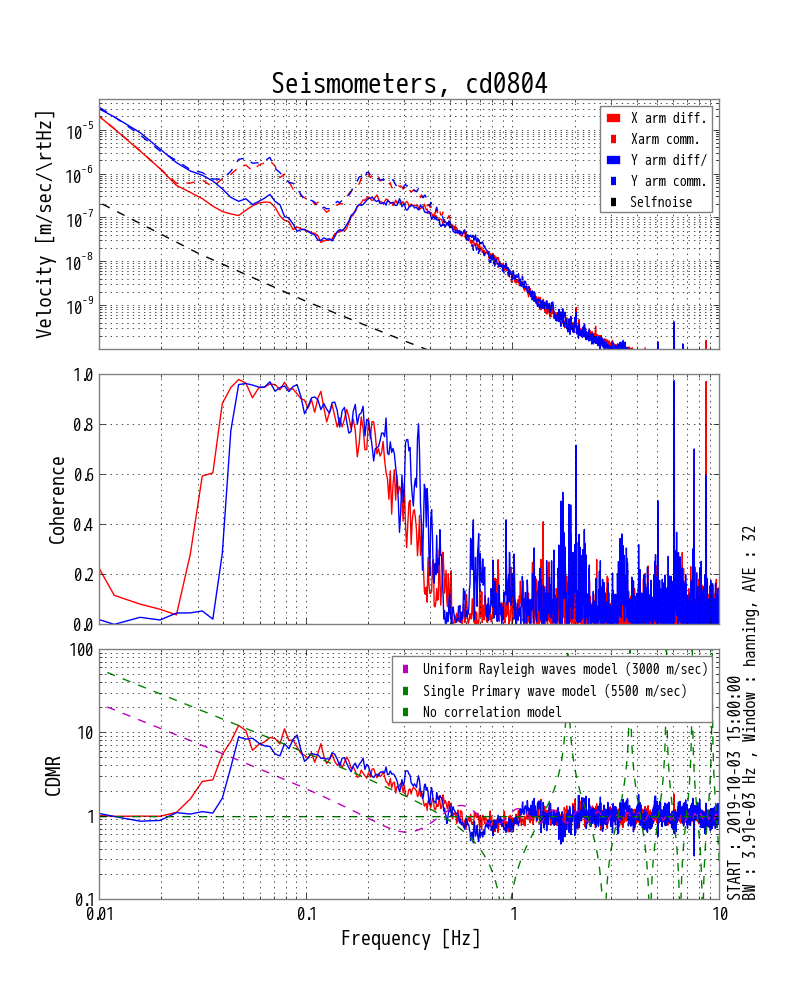 Seismometers, cd0804
Velocity [m/sec/\rtHz]
10^-5
10^-6
10^-7
10^-8
10^-9
X arm diff.
Xarm comm.
Y arm diff/
Y arm comm.
Selfnoise
Coherence
1.0
0.8
0.6
0.4
0.2
0.0
CDMR
100
10
1
0.1
Uniform Rayleigh waves model (3000 m/sec)
Single Primary wave model (5500 m/sec)
No correlation model
0.01
0.1
1
10
Frequency [Hz]
START : 2019-10-03 15:00:00
BW : 3.91e-03 Hz , Window : hanning, AVE : 32